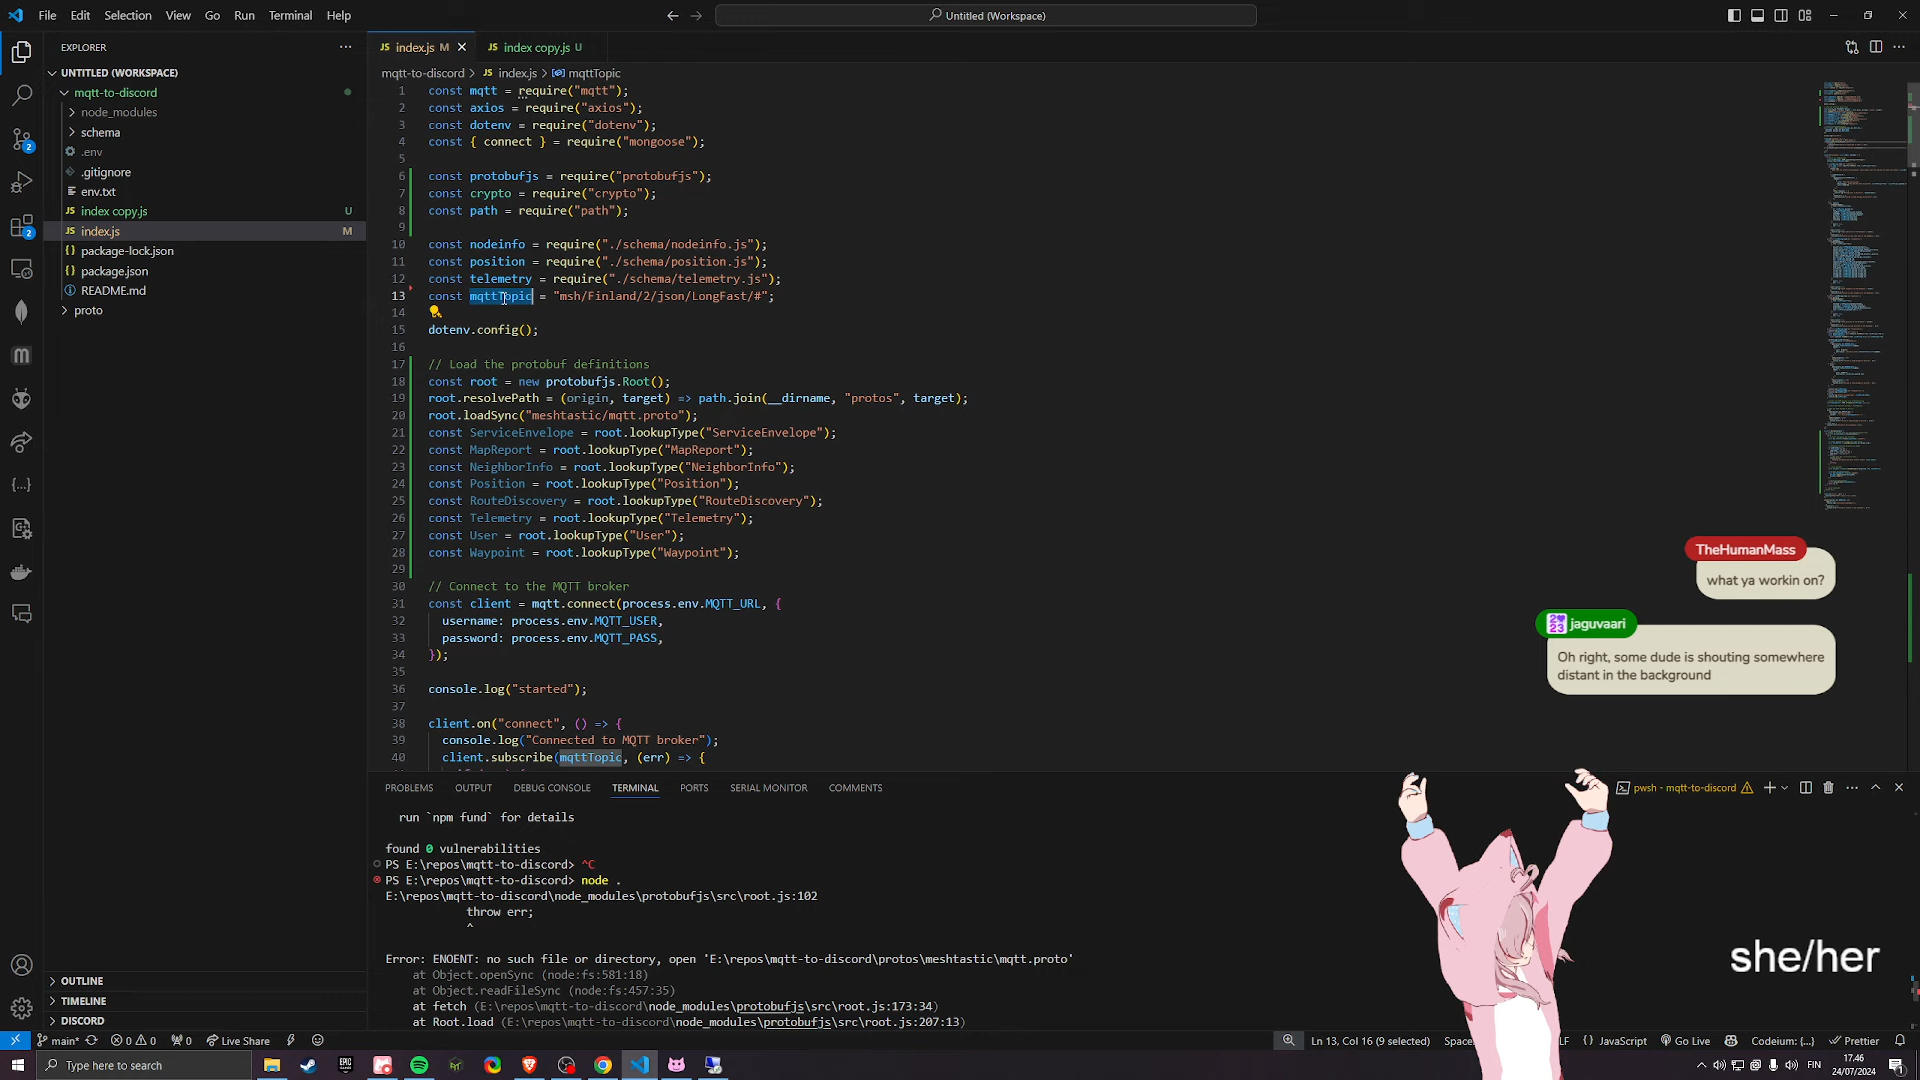 File Edit Selection View Go Run Terminal Help
Untitled (Workspace)
EXPLORER
UNTITLED (WORKSPACE)
mqtt-to-discord
node_modules
schema
.env
.gitignore
env.txt
index copy.js U
index.js M
package-lock.json
package.json
README.md
proto
OUTLINE
TIMELINE
DISCORD
JS index.js M
JS index copy.js U
mqtt-to-discord > JS index.js > mqttTopic
1 const mqtt = require("mqtt");
2 const axios = require("axios");
3 const dotenv = require("dotenv");
4 const { connect } = require("mongoose");
5
6 const protobufjs = require("protobufjs");
7 const crypto = require("crypto");
8 const path = require("path");
9
10 const nodeinfo = require("./schema/nodeinfo.js");
11 const position = require("./schema/position.js");
12 const telemetry = require("./schema/telemetry.js");
13 const mqttTopic = "msh/Finland/2/json/LongFast/#";
14
15 dotenv.config();
16
17 // Load the protobuf definitions
18 const root = new protobufjs.Root();
19 root.resolvePath = (origin, target) => path.join(__dirname, "protos", target);
20 root.loadSync("meshtastic/mqtt.proto");
21 const ServiceEnvelope = root.lookupType("ServiceEnvelope");
22 const MapReport = root.lookupType("MapReport");
23 const NeighborInfo = root.lookupType("NeighborInfo");
24 const Position = root.lookupType("Position");
25 const RouteDiscovery = root.lookupType("RouteDiscovery");
26 const Telemetry = root.lookupType("Telemetry");
27 const User = root.lookupType("User");
28 const Waypoint = root.lookupType("Waypoint");
29
30 // Connect to the MQTT broker
31 const client = mqtt.connect(process.env.MQTT_URL, {
32 username: process.env.MQTT_USER,
33 password: process.env.MQTT_PASS,
34 });
35
36 console.log("started");
37
38 client.on("connect", () => {
39 console.log("Connected to MQTT broker");
40 client.subscribe(mqttTopic, (err) => {
TheHumanMass
what ya workin on?
jaguvaari
Oh right, some dude is shouting somewhere
distant in the background
PROBLEMS OUTPUT DEBUG CONSOLE TERMINAL PORTS SERIAL MONITOR COMMENTS
pwsh - mqtt-to-discord
run `npm fund` for details
found 0 vulnerabilities
PS E:\repos\mqtt-to-discord> ^C
PS E:\repos\mqtt-to-discord> node .
E:\repos\mqtt-to-discord\node_modules\protobufjs\src\root.js:102
throw err;
^
Error: ENOENT: no such file or directory, open 'E:\repos\mqtt-to-discord\protos\meshtastic\mqtt.proto'
at Object.openSync (node:fs:581:18)
at Object.readFileSync (node:fs:457:35)
at fetch (E:\repos\mqtt-to-discord\node_modules\protobufjs\src\root.js:173:34)
at Root.load (E:\repos\mqtt-to-discord\node_modules\protobufjs\src\root.js:207:13)
she/her
main* 0 0 0 Live Share
Ln 13, Col 16 (9 selected) JavaScript Go Live Codeium: {...} Prettier
Type here to search
FIN
17.46
24/07/2024